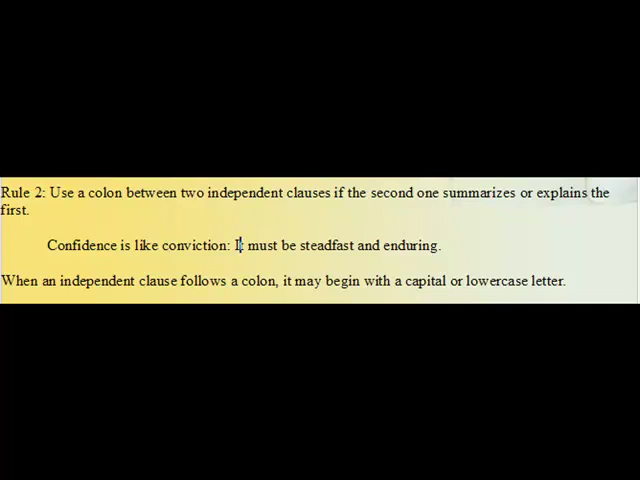 Rule 2: Use a colon between two independent clauses if the second one summarizes or explains the
first.
Confidence is like conviction: It must be steadfast and enduring.
When an independent clause follows a colon, it may begin with a capital or lowercase letter.